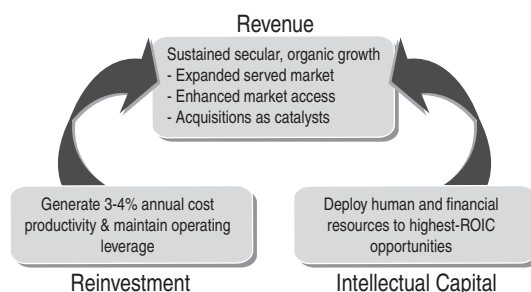 Revenue
Sustained secular, organic growth
- Expanded served market
- Enhanced market access
- Acquisitions as catalysts
Generate 3-4% annual cost
productivity & maintain operating
leverage
Reinvestment
Deploy human and financial
resources to highest-ROIC
opportunities
Intellectual Capital